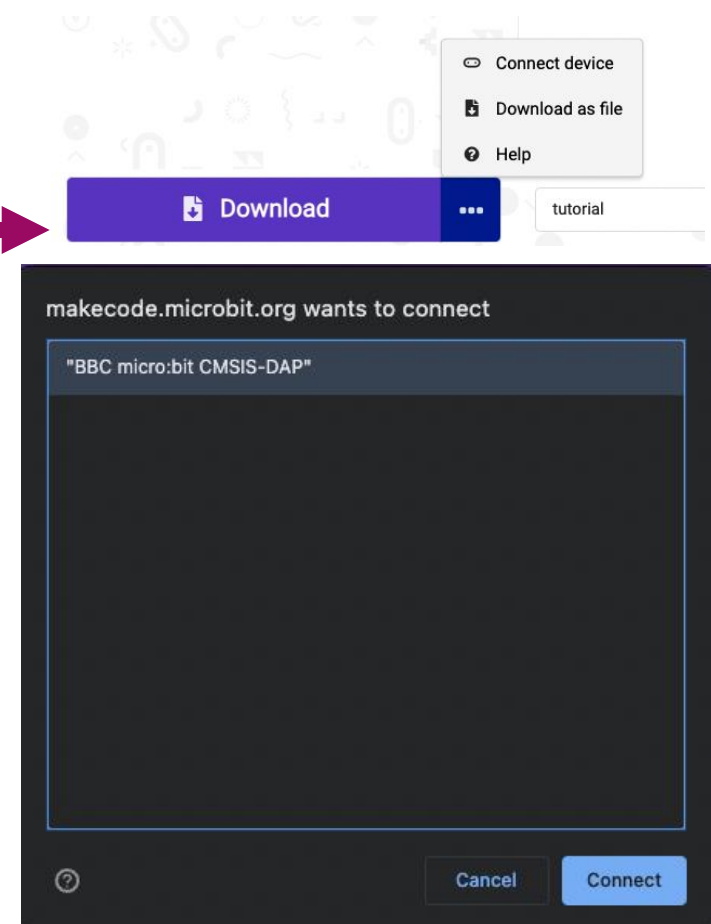 Connect device
Download as file
Help
Download
tutorial
makecode.microbit.org wants to connect
"BBC micro:bit CMSIS-DAP"
Cancel Connect